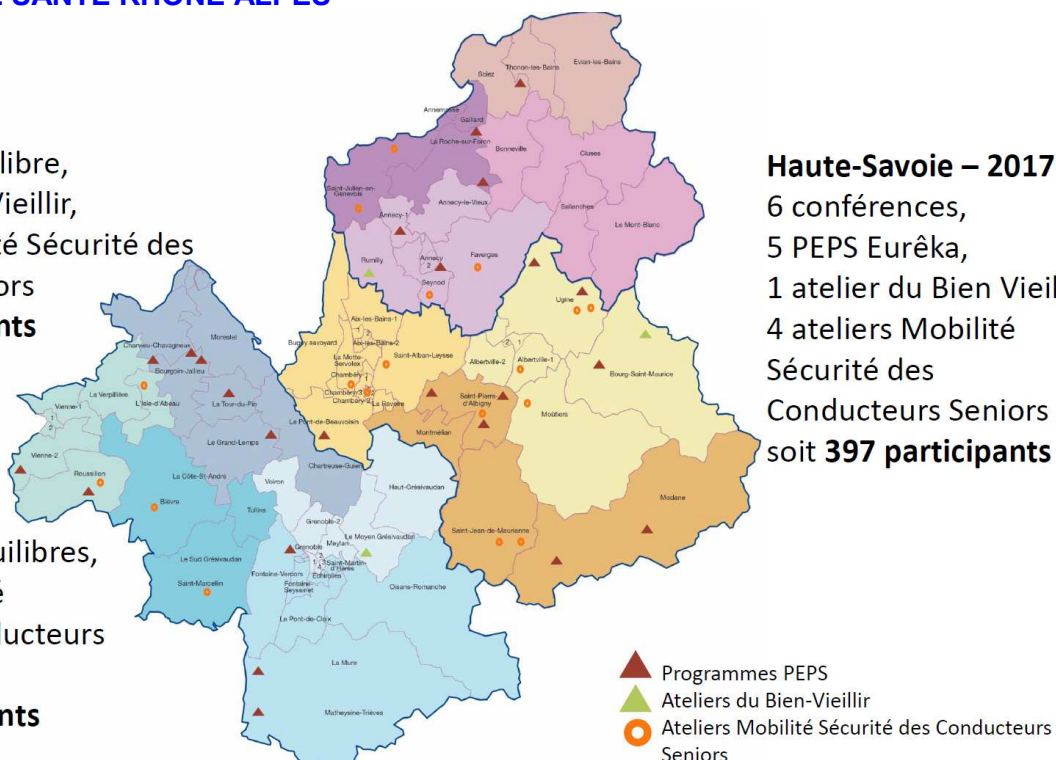 E SANTÉ RHÔNE-ALPES
libre,
Vieillir,
té Sécurité des
ors
nts
uilibres,
é
ducteurs
nts
Haute-Savoie – 2017
6 conférences,
5 PEPS Eurêka,
1 atelier du Bien Vieil
4 ateliers Mobilité
Sécurité des
Conducteurs Seniors
soit 397 participants
Thonon-les-Bains
Evian-les-Bains
Annemasse
Gaillard
La Roche-sur-Foron
Bonneville
Cluses
Saint-Julien-en-
Genevois
Annecy-le-Vieux
Sallanches
Le Mont-Blanc
Annecy-1
Rumilly
Annecy
2
Faverges
Seynod
Ugine
Aix-les-Bains-1
Bugey savoyard
Aix-les-Bains-2
La Motte-
Servolex
Saint-Alban-Leysse
Albertville-2
Albertville-1
Bourg-Saint-Maurice
Chambéry
Chambéry-3
Chambéry-2
La Ravoire
Saint-Pierre-
d'Albigny
Moûtiers
Le Pont-de-Beauvoisin
Montmélian
Modane
Saint-Jean-de-Maurienne
Morestel
Charvieu-Chavagneux
Bourgoin-Jallieu
La Verpillière
L'Isle-d'Abeau
La Tour-du-Pin
Vienne-1
Vienne-2
Roussillon
Le Grand-Lemps
Chartreuse-Guiers
La Côte-St-André
Bièvre
Voiron
Haut-Grésivaudan
Tullins
Grenoble-2
Le Moyen Grésivaudan
Meylan
Grenoble
Saint-Martin-
d'Hères
Le Sud Grésivaudan
Fontaine-Vercors
Échirolles
Fontaine-
Seyssinet
Saint-Marcellin
Oisans-Romanche
Le Pont-de-Claix
La Mure
Matheysine-Trièves
Programmes PEPS
Ateliers du Bien-Vieillir
Ateliers Mobilité Sécurité des Conducteurs
Seniors